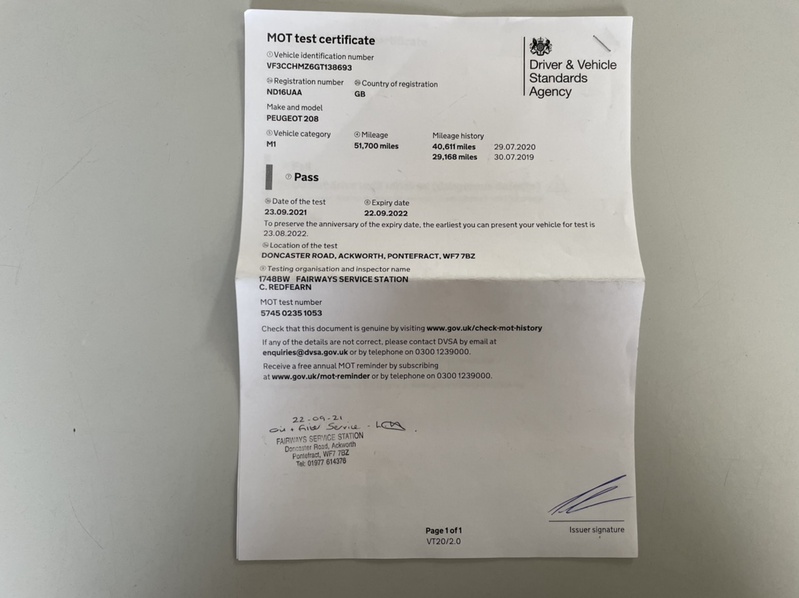 MOT test certificate
① Vehicle identification number
VF3CCHMZ6GT138693
Registration number
Country of registration
ND16UAA
GB
Make and model
PEUGEOT 208
⑤ Vehicle category
④ Mileage
Mileage history
M1
51,700 miles
40,611 miles 29.07.2020
29,168 miles 30.07.2019
⑦ Pass
Date of the test
⑧ Expiry date
23.09.2021
22.09.2022
To preserve the anniversary of the expiry date, the earliest you can present your vehicle for test is
23.08.2022.
Location of the test
DONCASTER ROAD, ACKWORTH, PONTEFRACT, WF7 7BZ
Testing organisation and inspector name
1748BW FAIRWAYS SERVICE STATION
C. REDFEARN
MOT test number
5745 0235 1053
Check that this document is genuine by visiting www.gov.uk/check-mot-history
If any of the details are not correct, please contact DVSA by email at
enquiries@dvsa.gov.uk or by telephone on 0300 1239000.
Receive a free annual MOT reminder by subscribing
at www.gov.uk/mot-reminder or by telephone on 0300 1239000.
Driver & Vehicle
Standards
Agency
22-09-21
Oil + Filter Service
FAIRWAYS SERVICE STATION
Doncaster Road, Ackworth
Pontefract, WF7 7BZ
Tel: 01977 614376
Issuer signature
Page 1 of 1
VT20/2.0